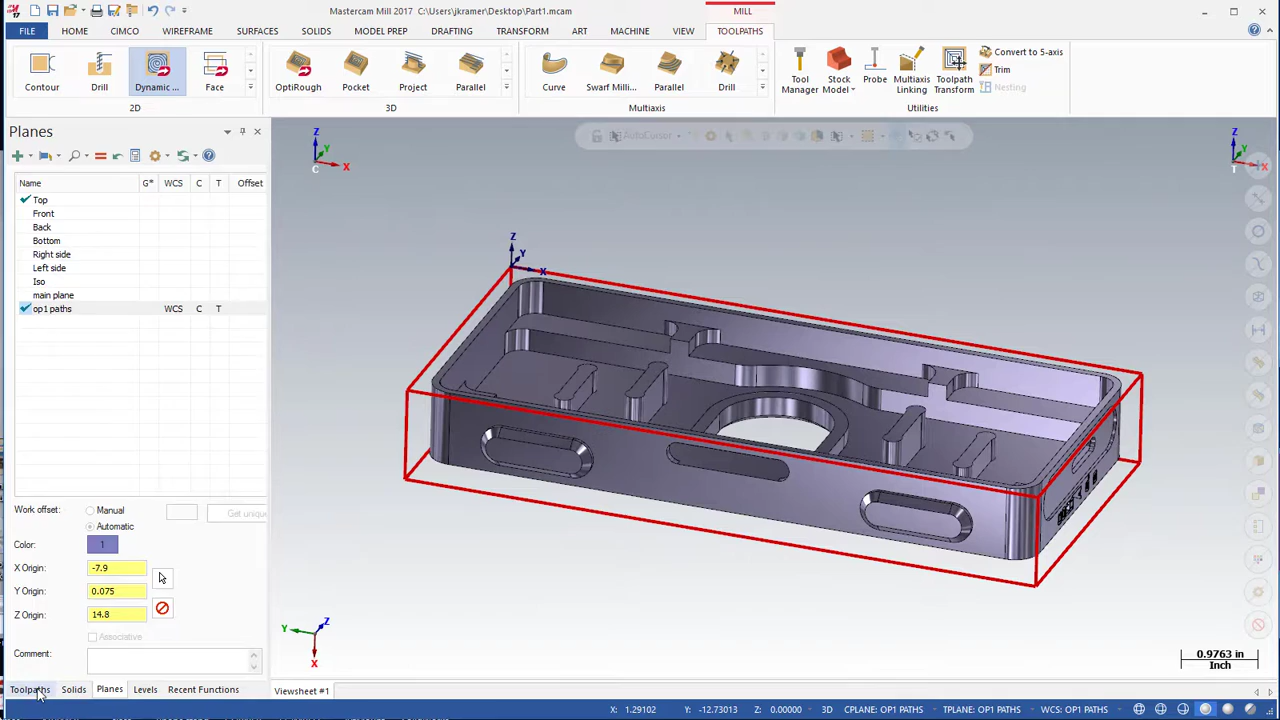 Mastercam Mill 2017 C:\Users\jkramer\Desktop\Part1.mcam
MILL
FILE HOME CIMCO WIREFRAME SURFACES SOLIDS MODEL PREP DRAFTING TRANSFORM ART MACHINE VIEW TOOLPATHS
Contour Drill Dynamic ... Face OptiRough Pocket Project Parallel Curve Swarf Milli... Parallel Drill Tool Manager Stock Model Probe Multiaxis Linking Toolpath Transform
Convert to 5-axis
Trim
Nesting
2D 3D Multiaxis Utilities
Planes
AutoCursor
Name G* WCS C T Offset
Top
Front
Back
Bottom
Right side
Left side
Iso
main plane
op1 paths WCS C T
Z Y X C
Z Y X T
Z Y X
Work offset: Manual Get uniqu
Automatic
Color: 1
X Origin: -7.9
Y Origin: 0.075
Z Origin: 14.8
Associative
Comment:
Z Y X
0.9763 in
Inch
Toolpaths Solids Planes Levels Recent Functions Viewsheet #1
X: 1.29102 Y: -12.73013 Z: 0.00000 3D CPLANE: OP1 PATHS TPLANE: OP1 PATHS WCS: OP1 PATHS